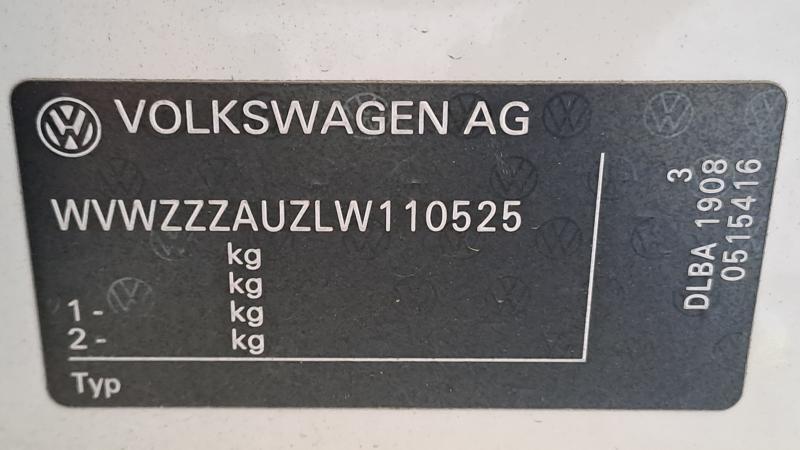 VOLKSWAGEN AG
WVWZZZAUZLW110525
kg
kg
1 - kg
2 - kg
Typ
3
DLBA 1908
0515416